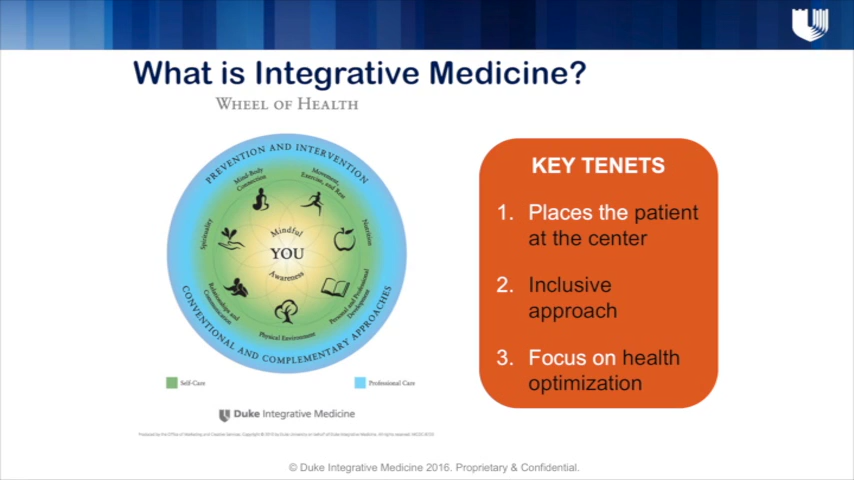 What is Integrative Medicine?
WHEEL OF HEALTH
PREVENTION AND INTERVENTION
Mind-Body
Connection
Movement,
Exercise, and Rest
Spirituality
Nutrition
Mindful
YOU
Awareness
Relationships and
Communication
Personal and Professional
Development
Physical Environment
CONVENTIONAL AND COMPLEMENTARY APPROACHES
Self-Care
Professional Care
Duke Integrative Medicine
KEY TENETS
1. Places the patient
at the center
2. Inclusive
approach
3. Focus on health
optimization
© Duke Integrative Medicine 2016. Proprietary & Confidential.